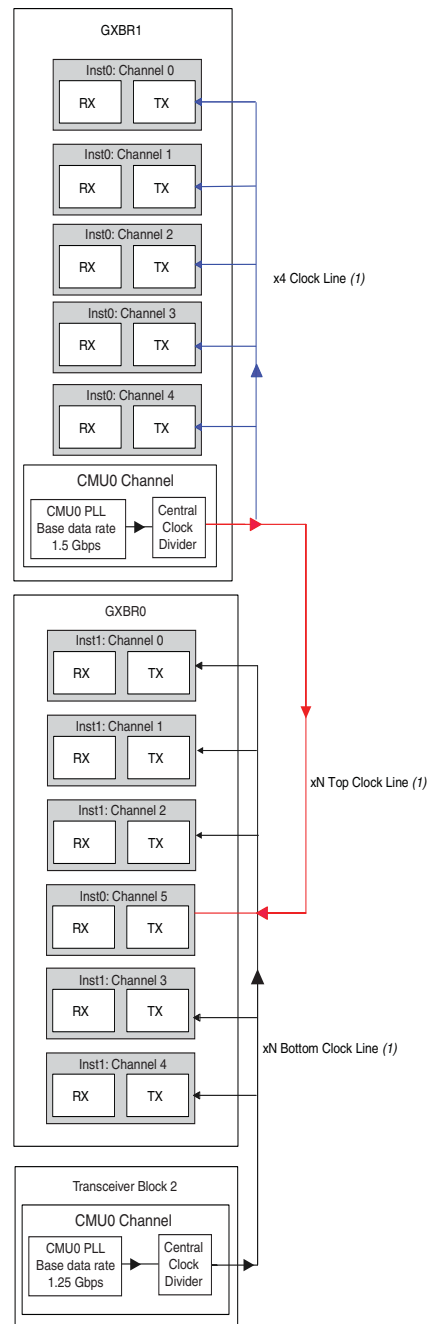 GXBR1
Inst0: Channel 0
RX
TX
Inst0: Channel 1
RX
TX
Inst0: Channel 2
RX
TX
x4 Clock Line (1)
Inst0: Channel 3
RX
TX
Inst0: Channel 4
RX
TX
CMU0 Channel
CMU0 PLL
Base data rate
1.5 Gbps
Central
Clock
Divider
GXBR0
Inst1: Channel 0
RX
TX
Inst1: Channel 1
RX
TX
xN Top Clock Line (1)
Inst1: Channel 2
RX
TX
Inst0: Channel 5
RX
TX
Inst1: Channel 3
RX
TX
xN Bottom Clock Line (1)
Inst1: Channel 4
RX
TX
Transceiver Block 2
CMU0 Channel
CMU0 PLL
Base data rate
1.25 Gbps
Central
Clock
Divider